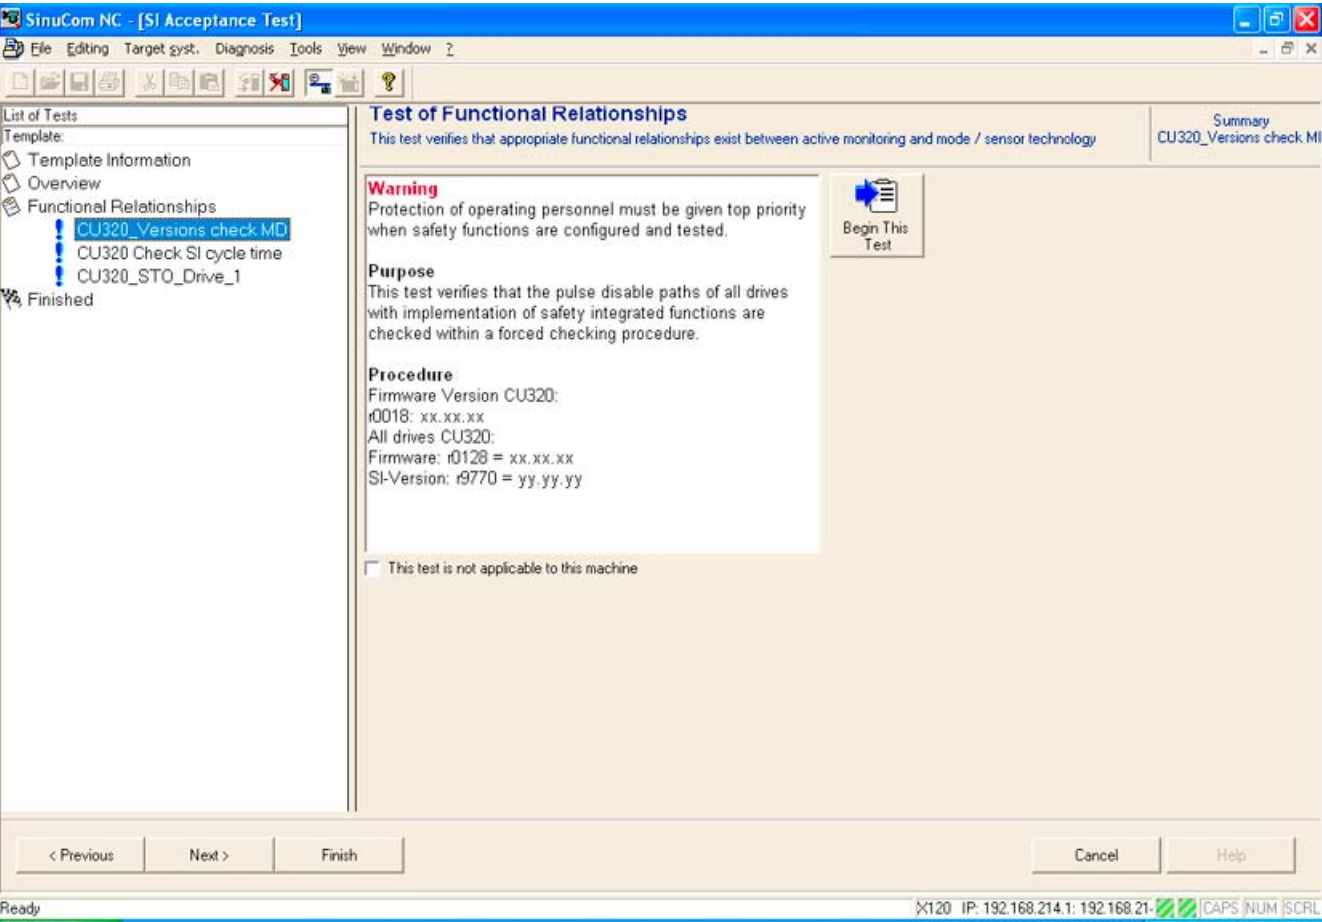 SinuCom NC - [SI Acceptance Test]
File Editing Target syst. Diagnosis Tools View Window ?
List of Tests
Template:
Template Information
Overview
Functional Relationships
CU320_Versions check MD
CU320 Check SI cycle time
CU320_STO_Drive_1
Finished
Test of Functional Relationships
This test verifies that appropriate functional relationships exist between active monitoring and mode / sensor technology
Summary
CU320_Versions check MI
Warning
Protection of operating personnel must be given top priority
when safety functions are configured and tested.
Purpose
This test verifies that the pulse disable paths of all drives
with implementation of safety integrated functions are
checked within a forced checking procedure.
Procedure
Firmware Version CU320:
r0018: xx.xx.xx
All drives CU320:
Firmware: r0128 = xx.xx.xx
SI-Version: r9770 = yy.yy.yy
Begin This
Test
This test is not applicable to this machine
< Previous
Next >
Finish
Cancel
Help
Ready
X120 IP: 192.168.214.1: 192.168.21- CAPS NUM SCRL